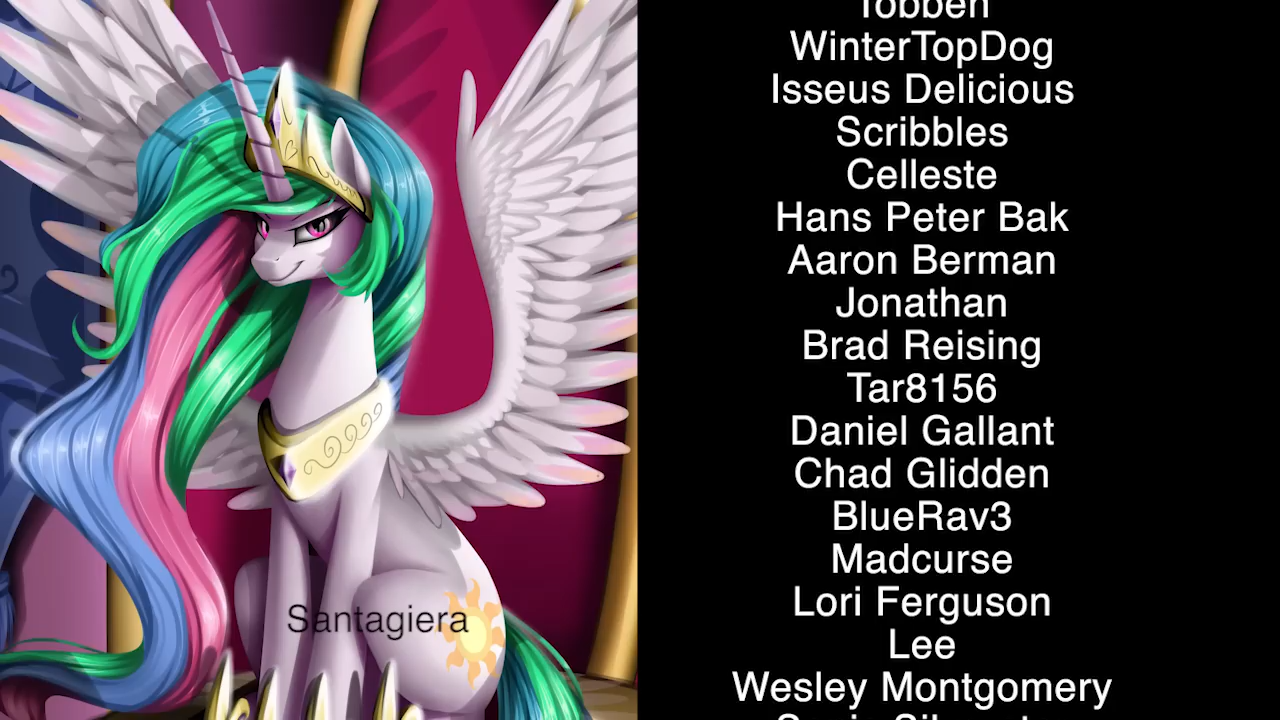 Santagiera
Tobben
WinterTopDog
Isseus Delicious
Scribbles
Celleste
Hans Peter Bak
Aaron Berman
Jonathan
Brad Reising
Tar8156
Daniel Gallant
Chad Glidden
BlueRav3
Madcurse
Lori Ferguson
Lee
Wesley Montgomery